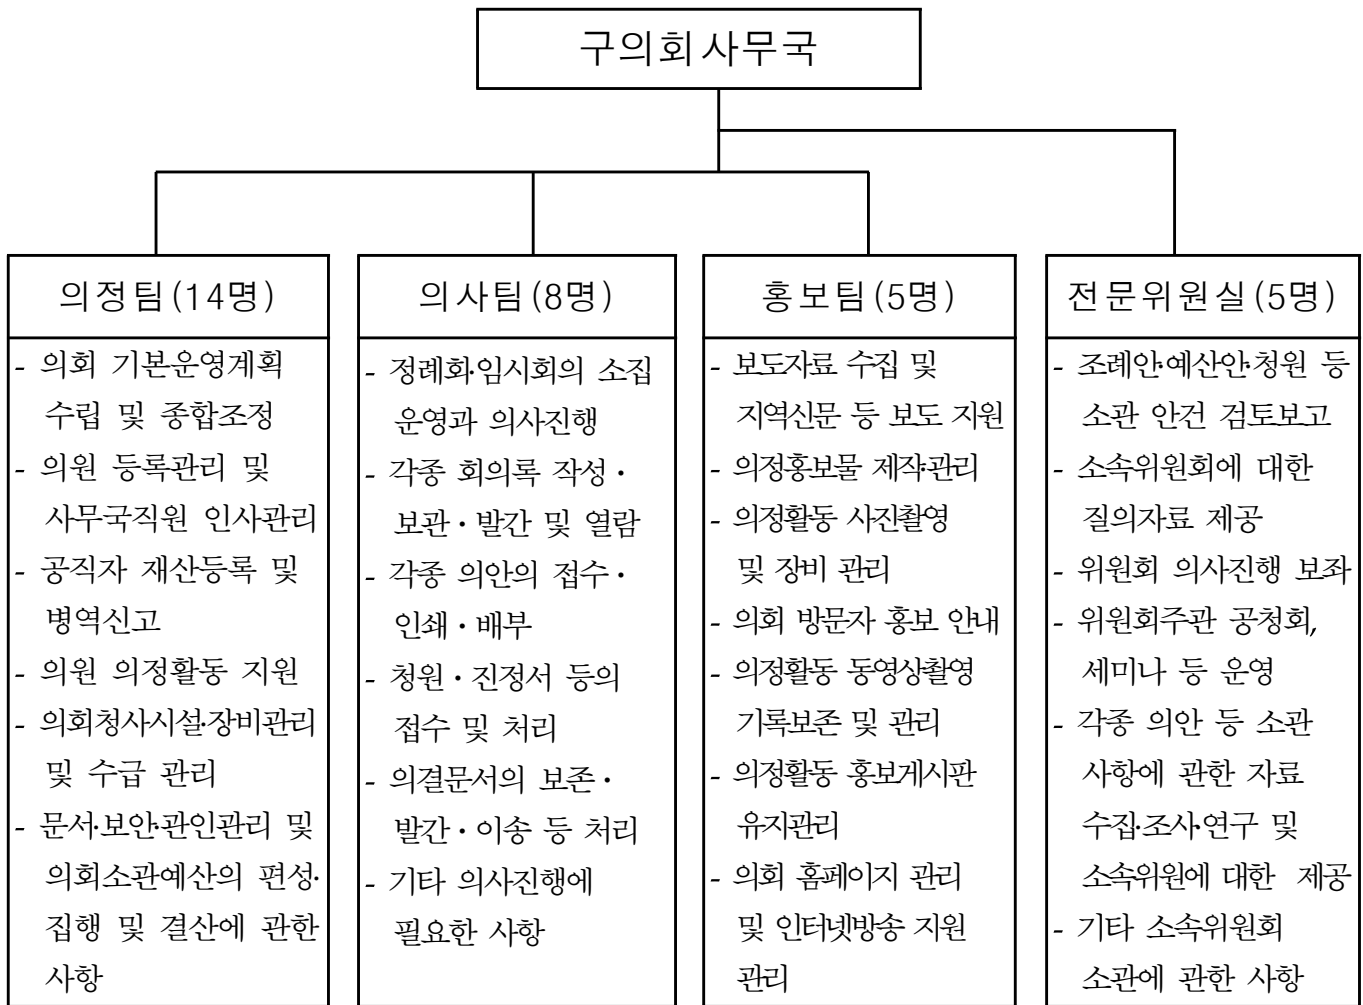 구의회사무국
의정팀(14명)
- 의회 기본운영계획
수립 및 종합조정
- 의원 등록관리 및
사무국직원 인사관리
- 공직자 재산등록 및
병역신고
- 의원 의정활동 지원
- 의회청사시설·장비관리
및 수급 관리
- 문서·보안·관인관리 및
의회소관예산의 편성·
집행 및 결산에 관한
사항
의사팀(8명)
- 정례화·임시회의 소집
운영과 의사진행
- 각종 회의록 작성·
보관·발간 및 열람
- 각종 의안의 접수·
인쇄·배부
- 청원·진정서 등의
접수 및 처리
- 의결문서의 보존·
발간·이송 등 처리
- 기타 의사진행에
필요한 사항
홍보팀(5명)
- 보도자료 수집 및
지역신문 등 보도 지원
- 의정홍보물 제작·관리
- 의정활동 사진촬영
및 장비 관리
- 의회 방문자 홍보 안내
- 의정활동 동영상촬영
기록보존 및 관리
- 의정활동 홍보게시판
유지관리
- 의회 홈페이지 관리
및 인터넷방송 지원
관리
전문위원실(5명)
- 조례안·예산안·청원 등
소관 안건 검토보고
- 소속위원회에 대한
질의자료 제공
- 위원회 의사진행 보좌
- 위원회주관 공청회,
세미나 등 운영
- 각종 의안 등 소관
사항에 관한 자료
수집·조사·연구 및
소속위원에 대한 제공
- 기타 소속위원회
소관에 관한 사항